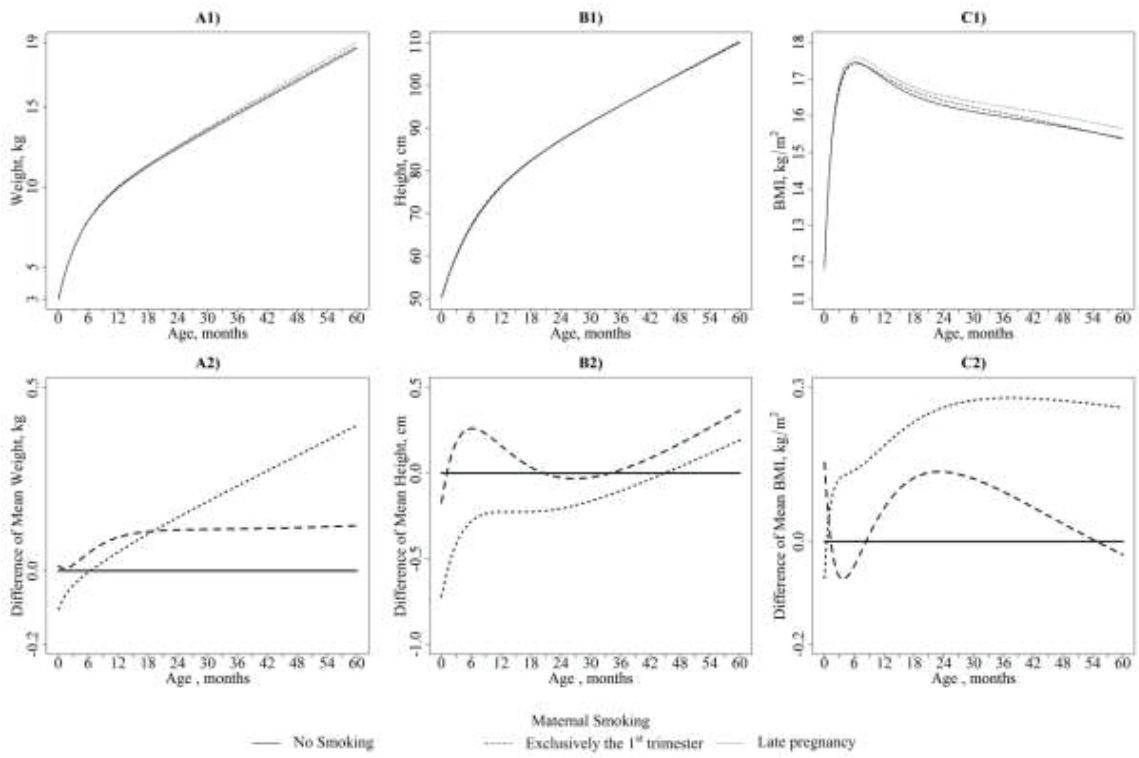 A1)
Weight, kg
19
15
10
5
3
0 6 12 18 24 30 36 42 48 54 60
Age, months
B1)
Height, cm
110
100
90
80
70
60
50
0 6 12 18 24 30 36 42 48 54 60
Age, months
C1)
BMI, kg/m²
18
17
16
15
14
13
12
11
0 6 12 18 24 30 36 42 48 54 60
Age, months
A2)
Difference of Mean Weight, kg
0.5
0.0
-0.2
0 6 12 18 24 30 36 42 48 54 60
Age , months
B2)
Difference of Mean Height, cm
0.5
0.0
-0.5
-1.0
0 6 12 18 24 30 36 42 48 54 60
Age , months
C2)
Difference of Mean BMI, kg/m²
0.3
0.0
-0.2
0 6 12 18 24 30 36 42 48 54 60
Age , months
Maternal Smoking
No Smoking
Exclusively the 1st trimester
Late pregnancy